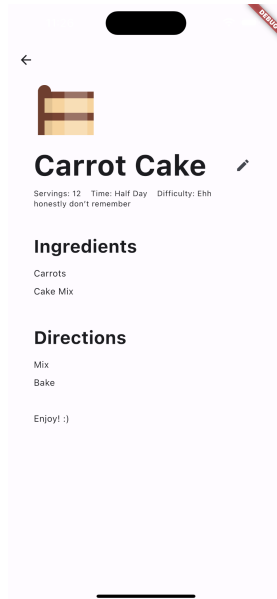 DEBUG
Carrot Cake
Servings: 12 Time: Half Day Difficulty: Ehh
honestly don't remember
Ingredients
Carrots
Cake Mix
Directions
Mix
Bake
Enjoy! :)